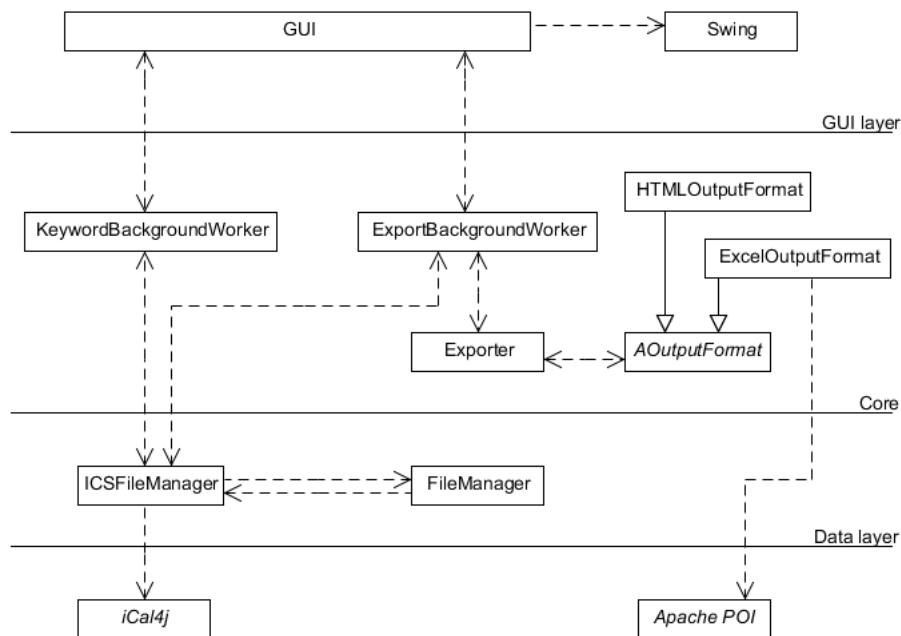 GUI
Swing
GUI layer
HTMLOutputFormat
KeywordBackgroundWorker
ExportBackgroundWorker
ExcelOutputFormat
Exporter
AOutputFormat
Core
ICSFileManager
FileManager
Data layer
iCal4j
Apache POI